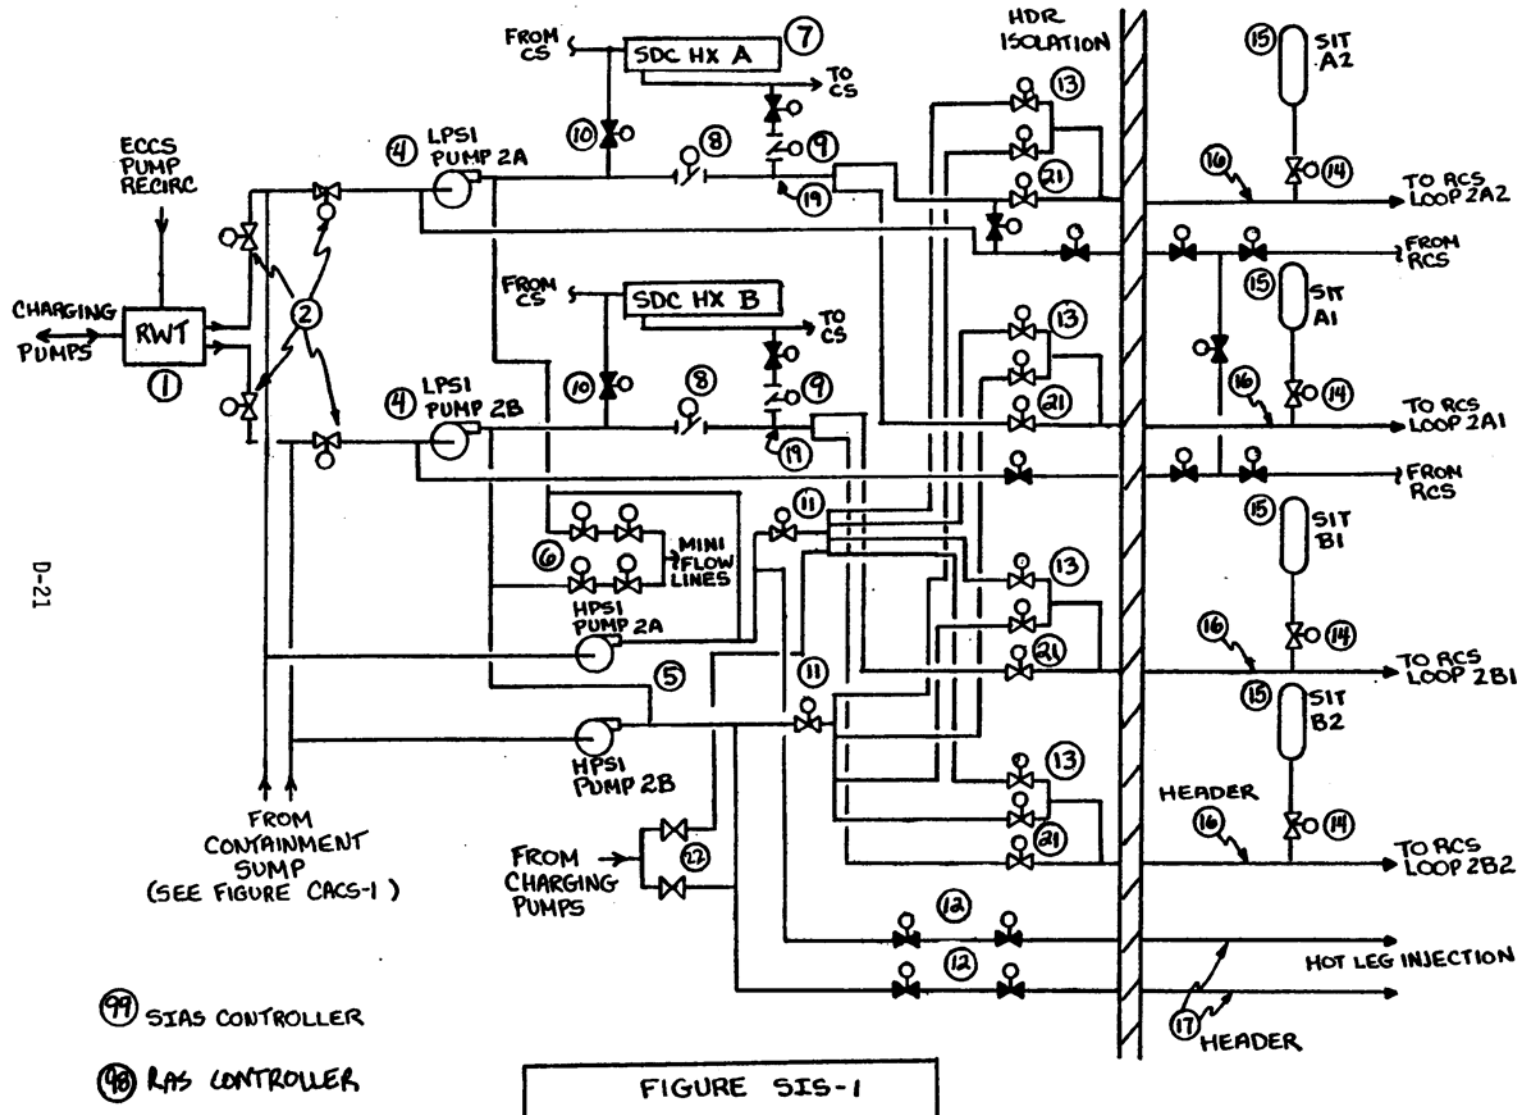 HDR
ISOLATION
FROM
CS
SDC HX A
7
TO
CS
13
15
SIT
A2
ECCS
PUMP
RECIRC
4
LPSI
PUMP 2A
10
8
9
19
21
16
14
TO RCS
LOOP 2A2
FROM
RCS
CHARGING
PUMPS
RWT
1
2
FROM
CS
SDC HX B
TO
CS
13
15
SIT
A1
4
LPSI
PUMP 2B
10
8
9
19
21
16
14
TO RCS
LOOP 2A1
FROM
RCS
11
15
SIT
B1
6
MINI
FLOW
LINES
13
D-21
HPSI
PUMP 2A
5
11
21
16
14
TO RCS
LOOP 2B1
15
SIT
B2
HPSI
PUMP 2B
13
HEADER
16
14
FROM
CONTAINMENT
SUMP
(SEE FIGURE CACS-1)
FROM
CHARGING
PUMPS
22
21
TO RCS
LOOP 2B2
12
12
HOT LEG INJECTION
17
HEADER
99 SIAS CONTROLLER
98 RAS CONTROLLER
FIGURE SIS-1